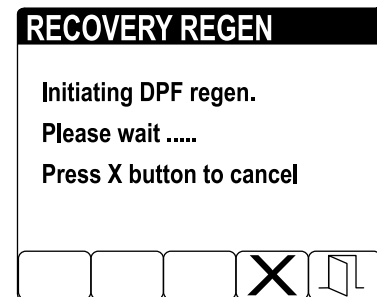 RECOVERY REGEN
Initiating DPF regen.
Please wait .....
Press X button to cancel
X